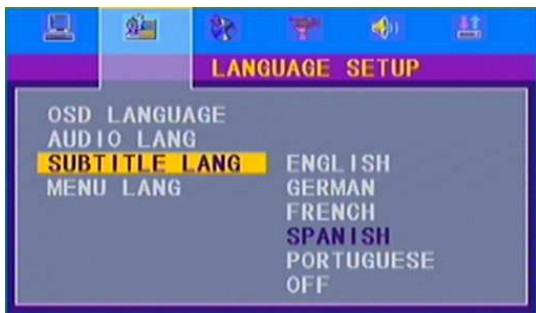 LANGUAGE SETUP
OSD LANGUAGE
AUDIO LANG
SUBTITLE LANG ENGLISH
MENU LANG GERMAN
FRENCH
SPANISH
PORTUGUESE
OFF